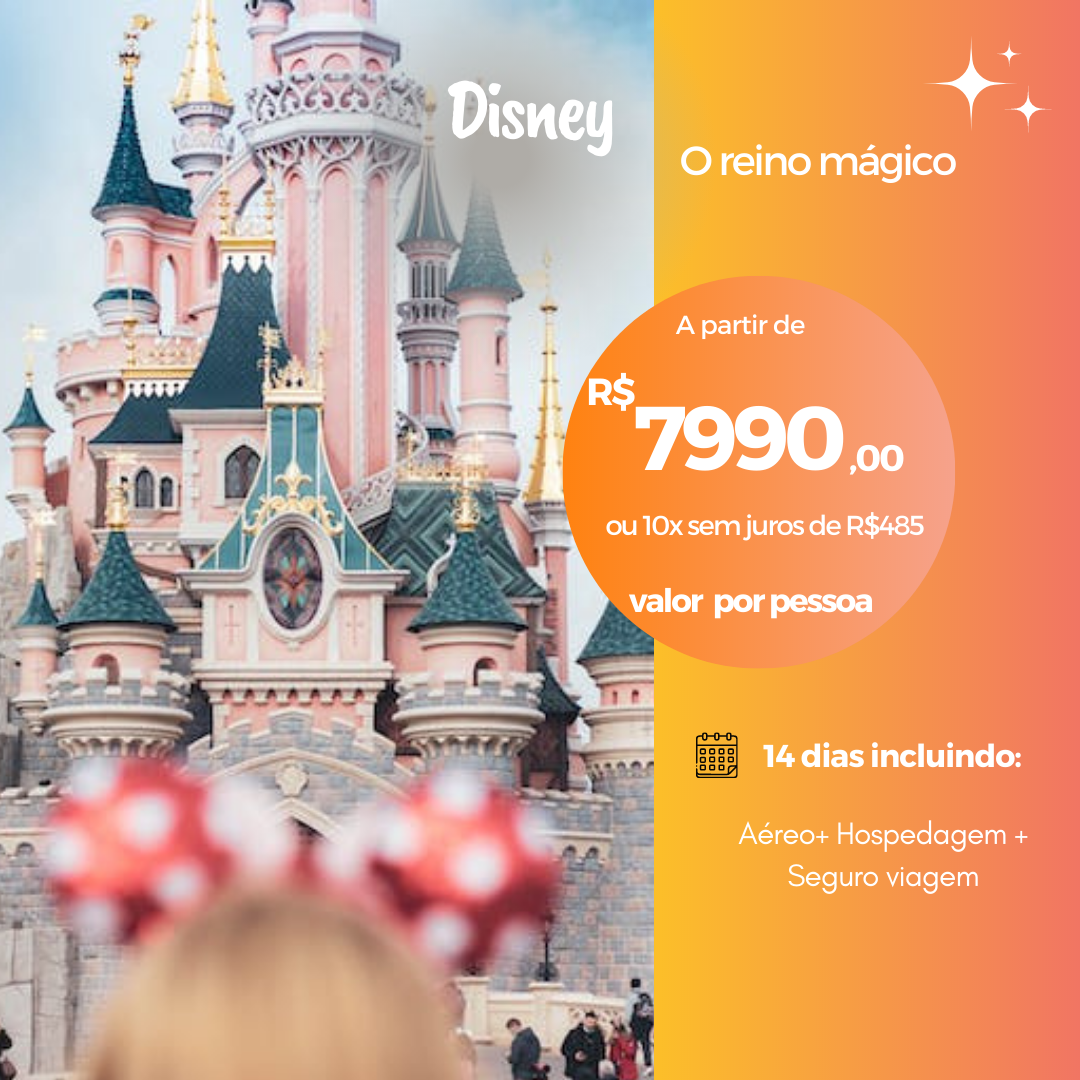 Disney
O reino mágico
A partir de
R$7990,00
ou 10x sem juros de R$485
valor por pessoa
14 dias incluindo:
Aéreo+ Hospedagem +
Seguro viagem